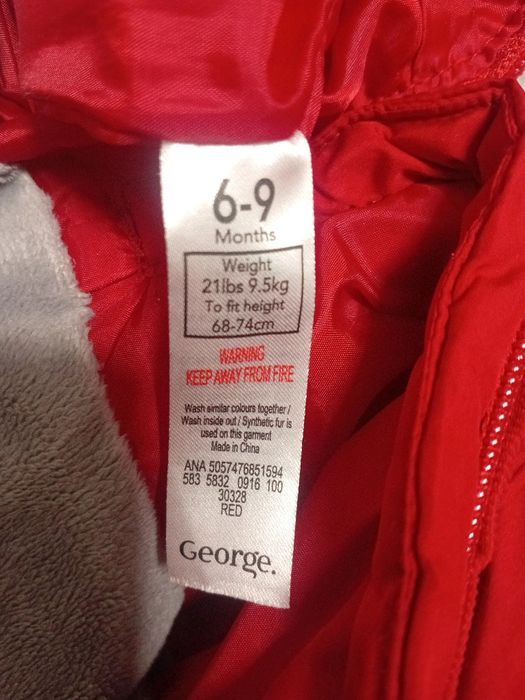 6-9
Months
Weight
21lbs 9.5kg
To fit height
68-74cm
WARNING
KEEP AWAY FROM FIRE
Wash similar colours together /
Wash inside out / Synthetic fur is
used on this garment
Made in China
ANA 5057476851594
583 5832 0916 100
30328
RED
George.